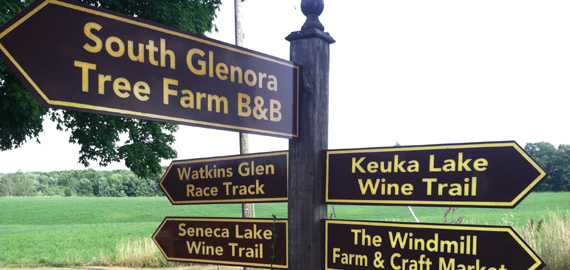 South Glenora
Tree Farm B&B
Watkins Glen
Race Track
Keuka Lake
Wine Trail
Seneca Lake
Wine Trail
The Windmill
Farm & Craft Market